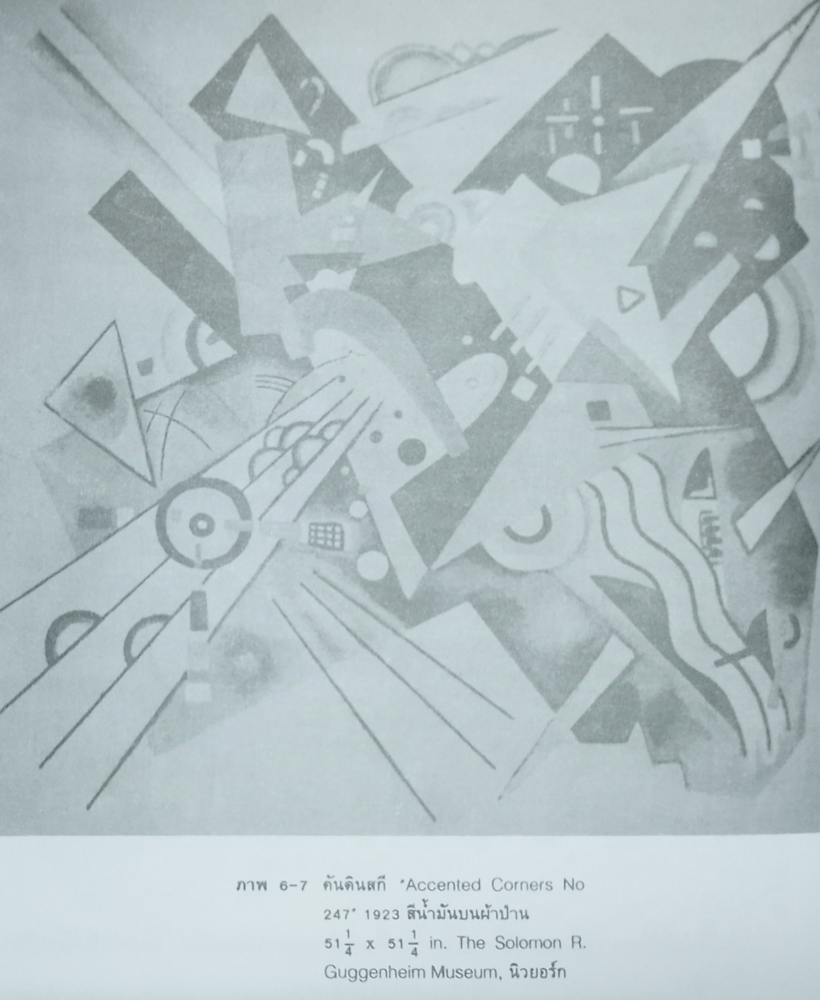 ภาพ 6-7 คันดินสกี "Accented Corners No
247" 1923 สีน้ำมันบนผ้าป่าน
51 1/4 x 51 1/4 in. The Solomon R.
Guggenheim Museum, นิวยอร์ก